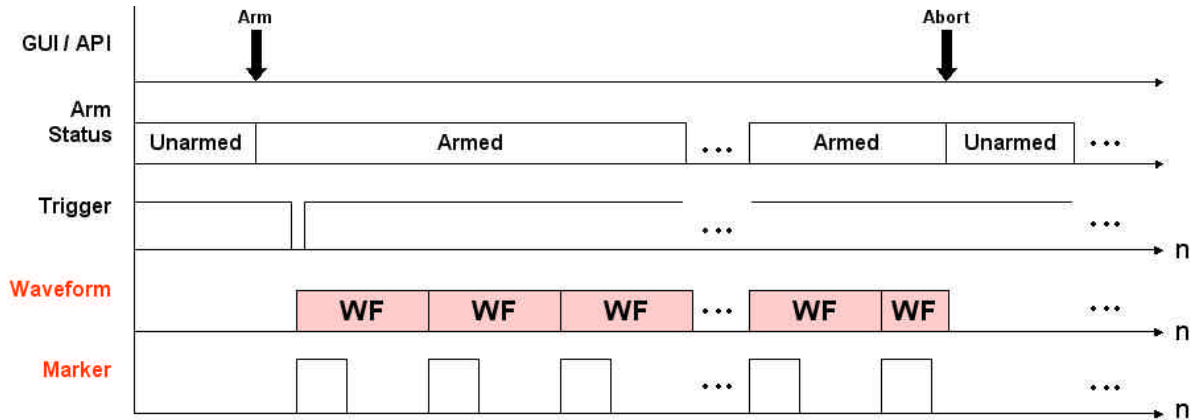 Arm
Abort
GUI / API
Arm
Status
Unarmed
Armed
...
Armed
Unarmed
...
Trigger
...
...
n
Waveform
WF
WF
WF
...
WF
WF
...
n
Marker
...
...
n